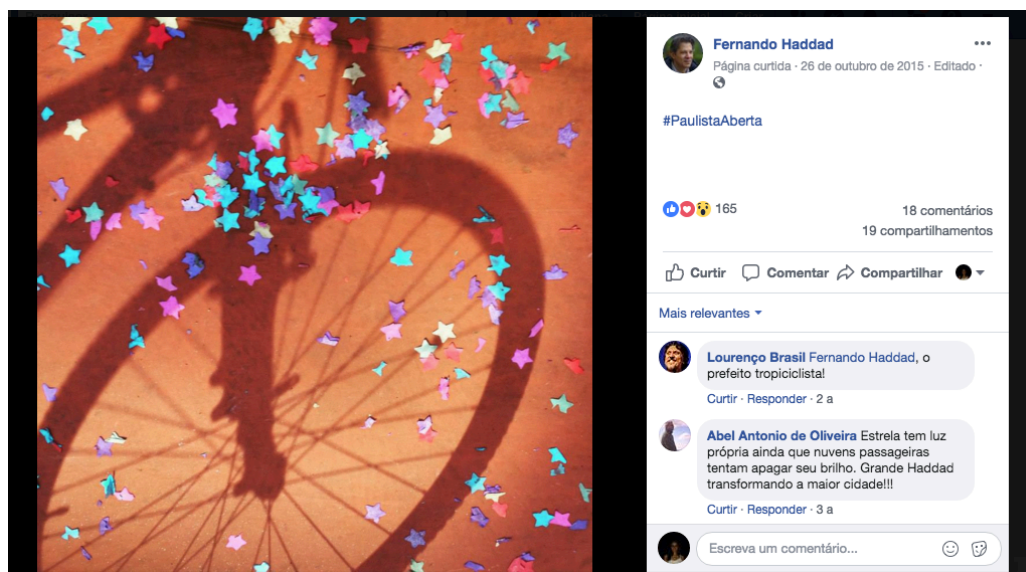 Fernando Haddad
Página curtida · 26 de outubro de 2015 · Editado ·
#PaulistaAberta
165
18 comentários
19 compartilhamentos
Curtir Comentar Compartilhar
Mais relevantes
Lourenço Brasil Fernando Haddad, o
prefeito tropiciclista!
Curtir · Responder · 2 a
Abel Antonio de Oliveira Estrela tem luz
própria ainda que nuvens passageiras
tentam apagar seu brilho. Grande Haddad
transformando a maior cidade!!!
Curtir · Responder · 3 a
Escreva um comentário...